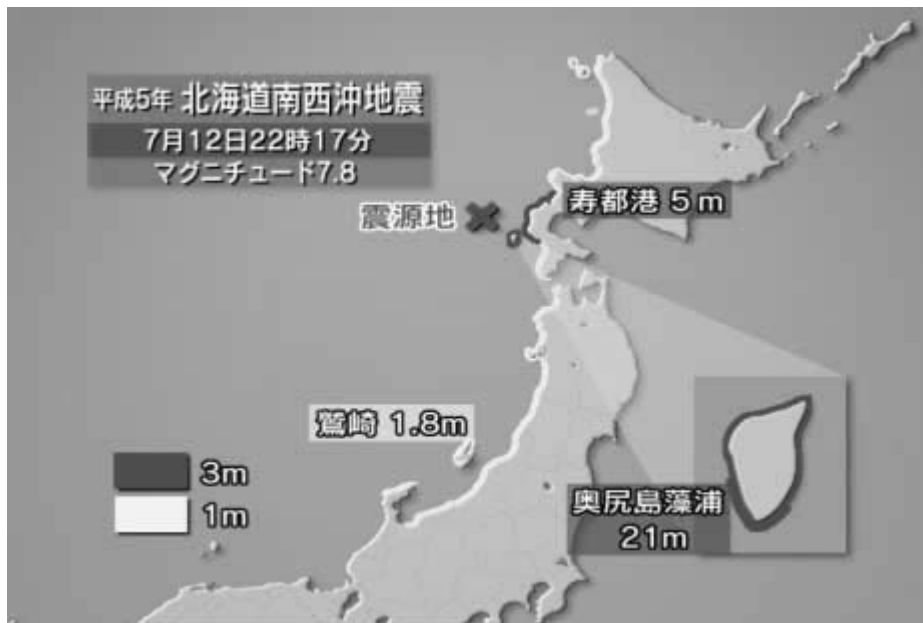 平成5年 北海道南西沖地震
7月12日22時17分
マグニチュード7.8
震源地
寿都港 5m
鷲崎 1.8m
3m
1m
奥尻島藻浦
21m